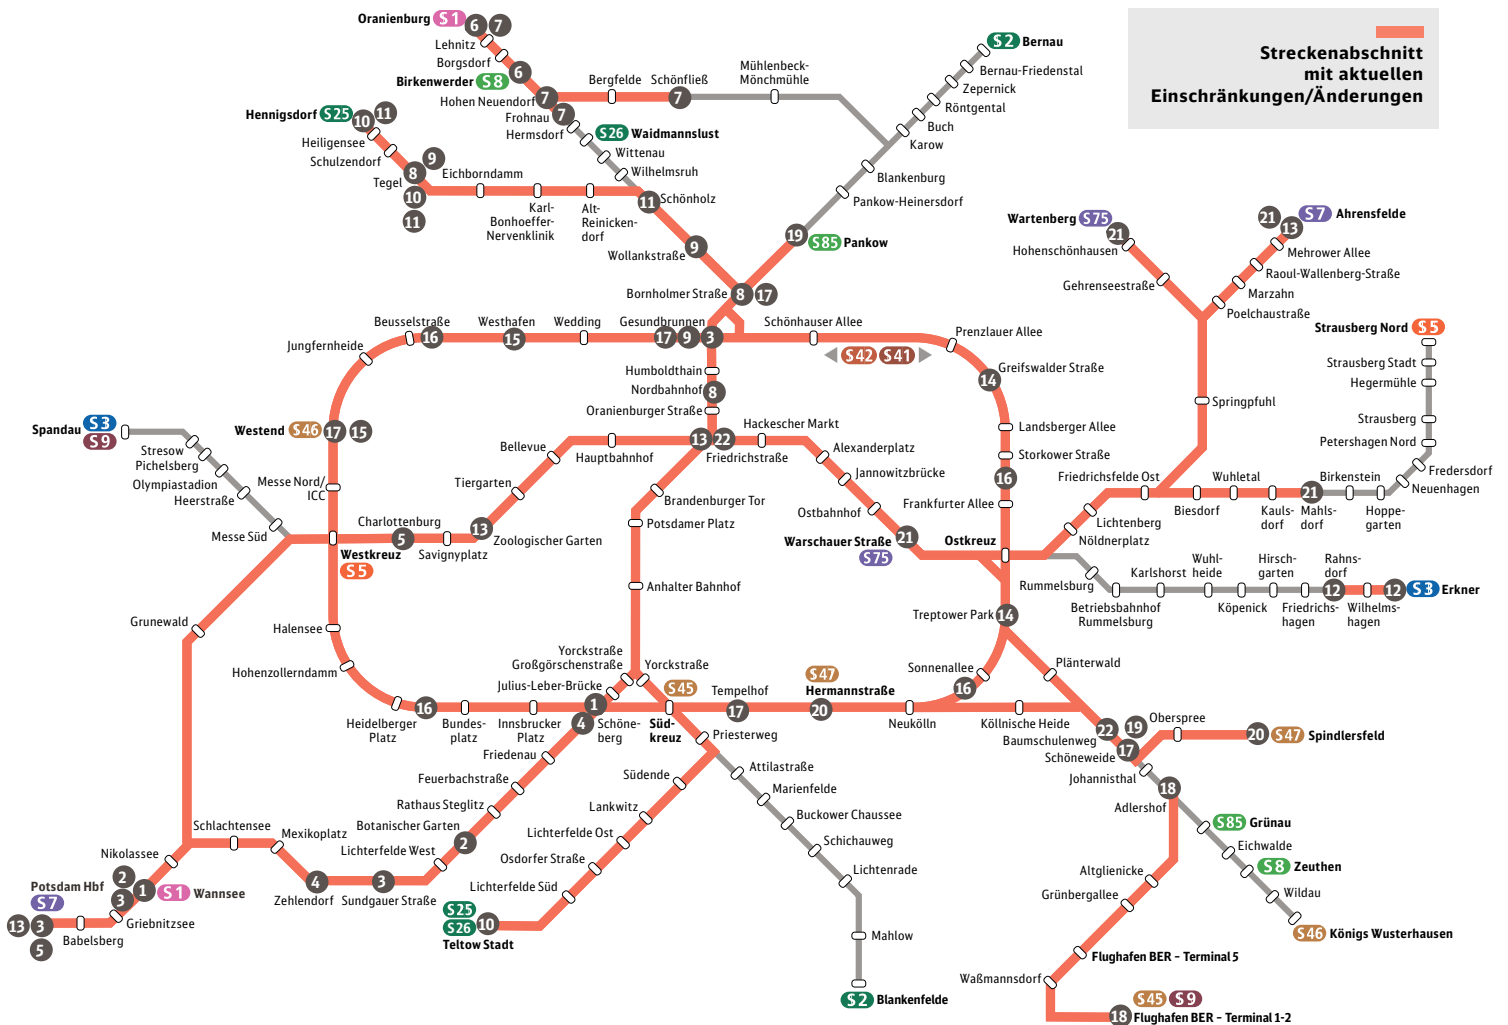 Streckenabschnitt
mit aktuellen
Einschränkungen/Änderungen
Oranienburg S1
6 7
Lehnitz
Borgsdorf
6
Birkenwerder S8
Hohen Neuendorf 7
Bergfelde
Schönfließ
7
Mühlenbeck-
Mönchmühle
Frohnau 7
Hermsdorf
S26 Waidmannslust
Wittenau
Wilhelmsruh
S2 Bernau
Bernau-Friedenstal
Zepernick
Röntgental
Buch
Karow
Blankenburg
Pankow-Heinersdorf
19
S85 Pankow
Hennigsdorf S25
10 11
Heiligensee
Schulzendorf
9
8
Tegel
10
11
Eichborndamm
Karl-
Bonhoeffer-
Nervenklinik
Alt-
Reinicken-
dorf
11 Schönholz
9
Wollankstraße
Bornholmer Straße 8 17
Wartenberg S75
21
Hohenschönhausen
Gehrenseestraße
21 S7 Ahrensfelde
13
Mehrower Allee
Raoul-Wallenberg-Straße
Marzahn
Poelchaustraße
Springpfuhl
Strausberg Nord S5
Strausberg Stadt
Hegermühle
Strausberg
Petershagen Nord
Fredersdorf
Neuenhagen
Hoppe-
garten
Birkenstein
21
Mahls-
dorf
Kauls-
dorf
Wuhletal
Biesdorf
Friedrichsfelde Ost
Lichtenberg
Nöldnerplatz
Beusselstraße
16
Westhafen
15
Wedding
Gesundbrunnen
17 9 3
Schönhauser Allee
S42 S41
Prenzlauer Allee
Greifswalder Straße
14
Landsberger Allee
Storkower Straße
16
Frankfurter Allee
Ostkreuz
Jungfernheide
Westend S46 17 15
Messe Nord/
ICC
Humboldthain
Nordbahnhof 8
Oranienburger Straße
13 22
Friedrichstraße
Hackescher Markt
Alexanderplatz
Jannowitzbrücke
Ostbahnhof
Warschauer Straße 21
S75
Spandau S3
S9
Stresow
Pichelsberg
Olympiastadion
Heerstraße
Messe Süd
Westkreuz
S5
Charlottenburg
5
Savignyplatz
13
Zoologischer Garten
Tiergarten
Bellevue
Hauptbahnhof
Brandenburger Tor
Potsdamer Platz
Anhalter Bahnhof
Rummelsburg
Betriebsbahnhof
Rummelsburg
Karlshorst
Wuhl-
heide
Köpenick
Hirsch-
garten
Friedrichs-
hagen
Rahns-
dorf
12
Wilhelms-
hagen
12 S3 Erkner
Treptower Park 14
Plänterwald
Sonnenallee
16
Grunewald
Halensee
Hohenzollerndamm
Heidelberger
Platz
16
Bundes-
platz
Innsbrucker
Platz
Yorckstraße
Großgörschenstraße
Julius-Leber-Brücke
1
4
Schöne-
berg
Yorckstraße
S45
Süd-
kreuz
Tempelhof
17
S47
Hermannstraße
20
Neukölln
Köllnische Heide
Baumschulenweg
22 19
Schöneweide 17
Oberspree
20 S47 Spindlersfeld
Johannisthal
18
Adlershof
S85 Grünau
Eichwalde
S8 Zeuthen
Wildau
S46 Königs Wusterhausen
Altglienicke
Grünbergallee
Flughafen BER – Terminal 5
Waßmannsdorf
S45 S9
18 Flughafen BER – Terminal 1-2
Priesterweg
Attilastraße
Marienfelde
Buckower Chaussee
Schichauweg
Lichtenrade
Mahlow
S2 Blankenfelde
Südende
Lankwitz
Lichterfelde Ost
Osdorfer Straße
Lichterfelde Süd
S25
S26
10
Teltow Stadt
Friedenau
Feuerbachstraße
Rathaus Steglitz
Botanischer Garten
2
Lichterfelde West
3
Sundgauer Straße
4
Zehlendorf
Mexikoplatz
Schlachtensee
Nikolassee
2
3 1 S1 Wannsee
Griebnitzsee
Babelsberg
Potsdam Hbf
S7
13 3
5